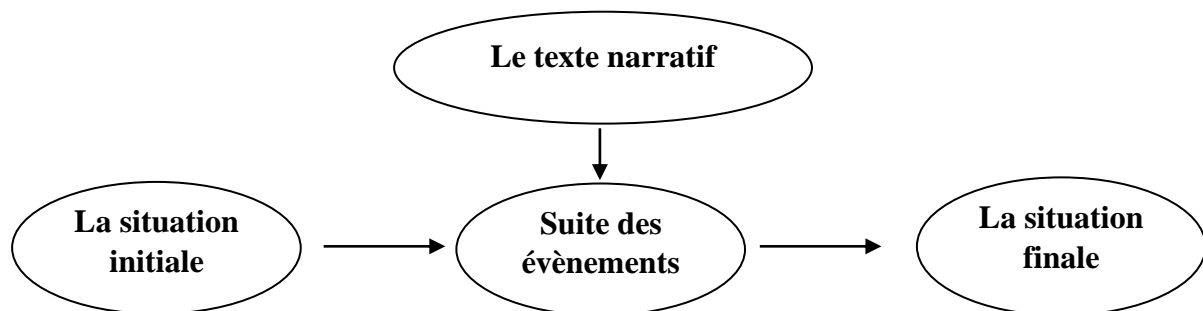 Le texte narratif
La situation
initiale
Suite des
évènements
La situation
finale